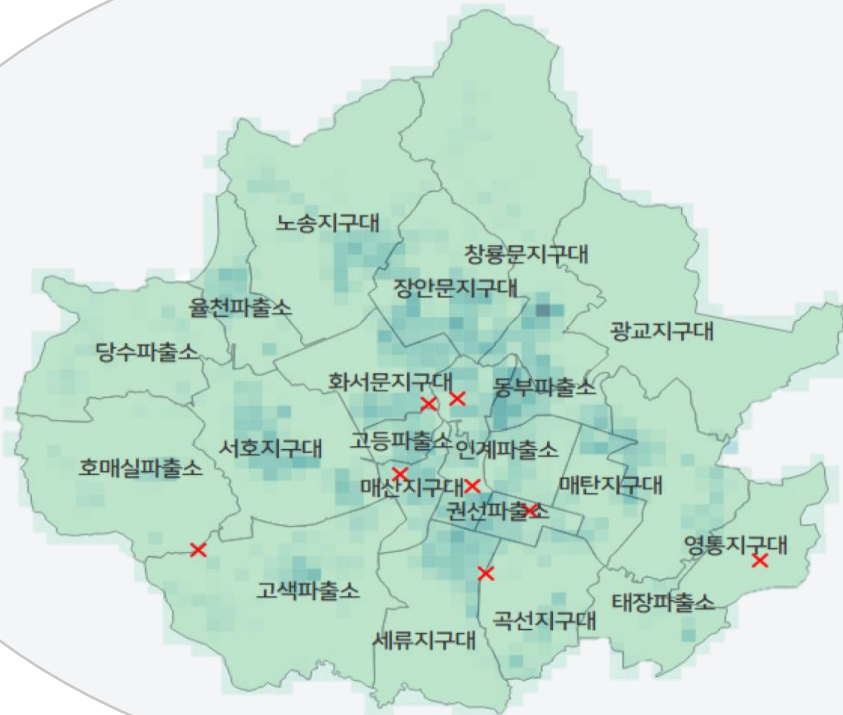 노송지구대
창룡문지구대
장안문지구대
율천파출소
광교지구대
당수파출소
화서문지구대
동부파출소
고등파출소
인계파출소
서호지구대
호매실파출소
매산지구대
매탄지구대
권선파출소
영통지구대
고색파출소
태장파출소
곡선지구대
세류지구대